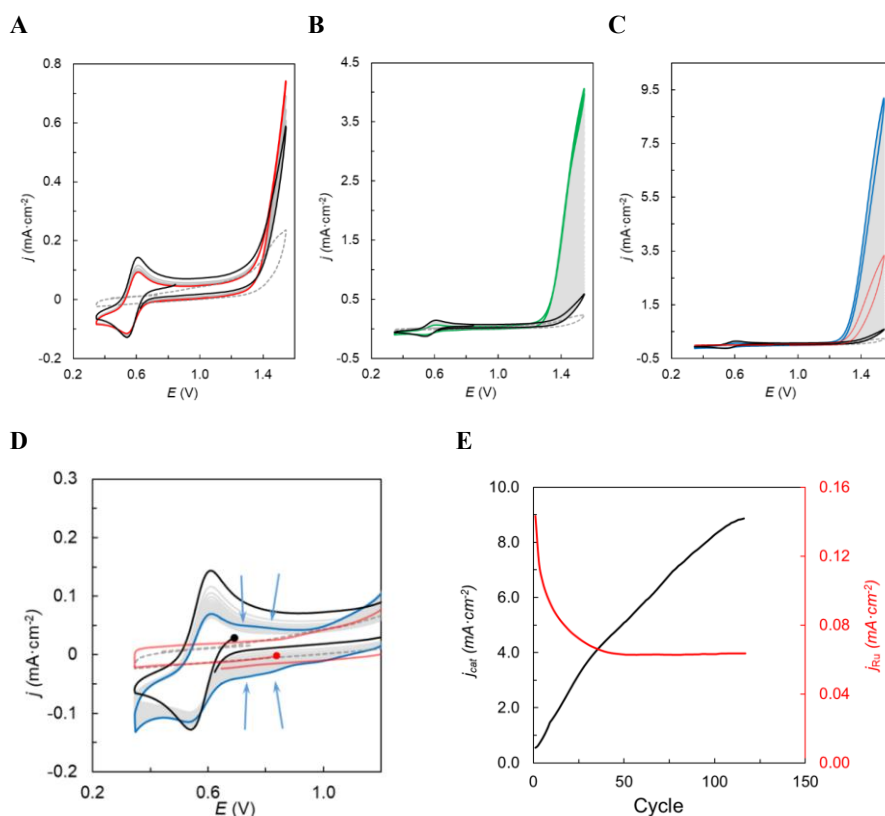 A B C
0.8
0.6
0.4
0.2
0
-0.2
j (mA·cm-2)
0.2 0.6 1.0 1.4
E (V)
4.5
3.5
2.5
1.5
0.5
-0.5
j (mA·cm-2)
0.2 0.6 1.0 1.4
E (V)
9.5
7.5
5.5
3.5
1.5
-0.5
j (mA·cm-2)
0.2 0.6 1.0 1.4
E (V)
D E
0.3
0.2
0.1
0
-0.1
-0.2
j (mA·cm-2)
0.2 0.6 1.0
E (V)
10.0
8.0
6.0
4.0
2.0
0.0
jcat (mA·cm-2)
0 50 100 150
Cycle
0.16
0.12
0.08
0.04
0.00
jRu (mA·cm-2)